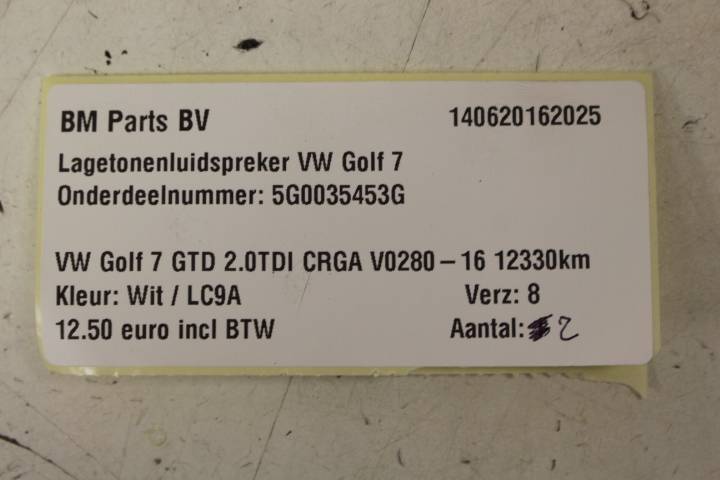 BM Parts BV 140620162025
Lagetonenluidspreker VW Golf 7
Onderdeelnummer: 5G0035453G
VW Golf 7 GTD 2.0TDI CRGA V0280 – 16 12330km
Kleur: Wit / LC9A Verz: 8
12.50 euro incl BTW Aantal: 2